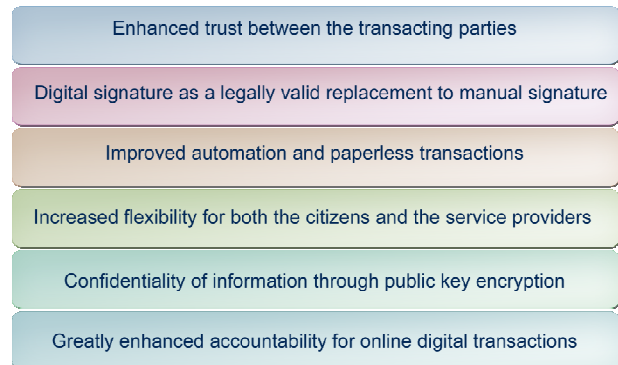 Enhanced trust between the transacting parties
Digital signature as a legally valid replacement to manual signature
Improved automation and paperless transactions
Increased flexibility for both the citizens and the service providers
Confidentiality of information through public key encryption
Greatly enhanced accountability for online digital transactions